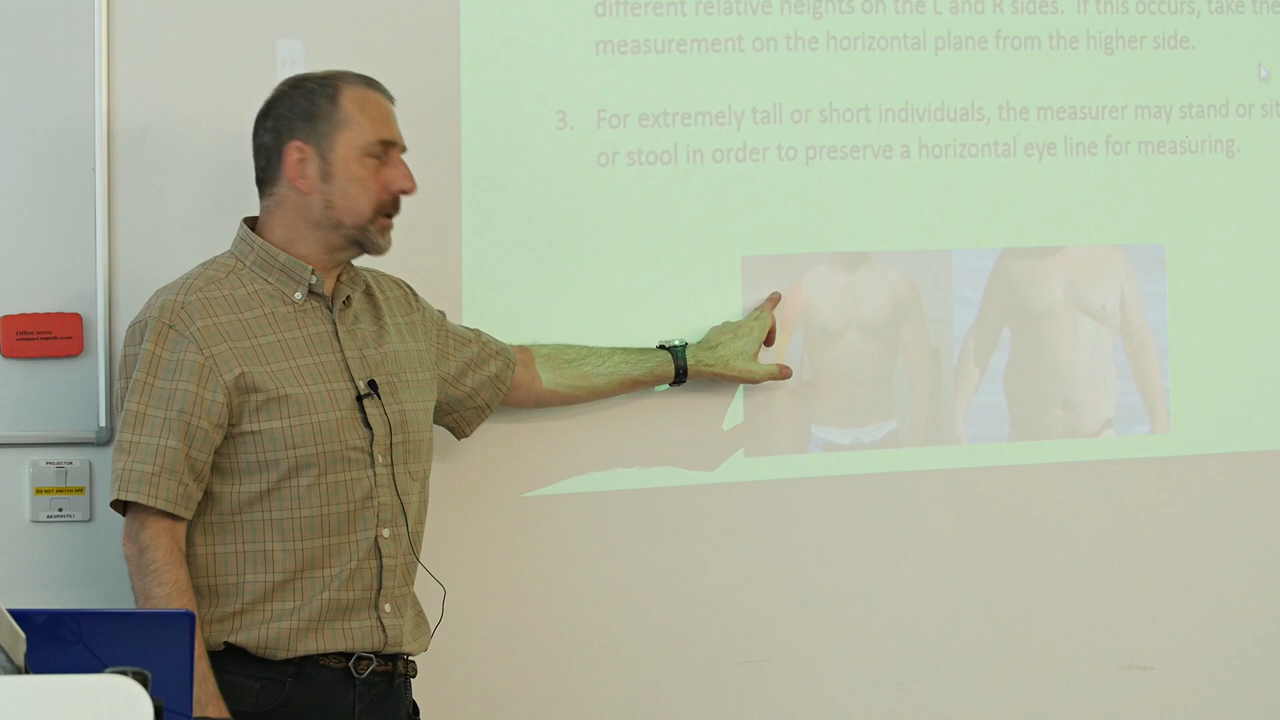 different relative heights on the L and R sides. If this occurs, take the
measurement on the horizontal plane from the higher side.
3. For extremely tall or short individuals, the measurer may stand or sit
or stool in order to preserve a horizontal eye line for measuring.
PROJECTOR
DO NOT SWITCH OFF